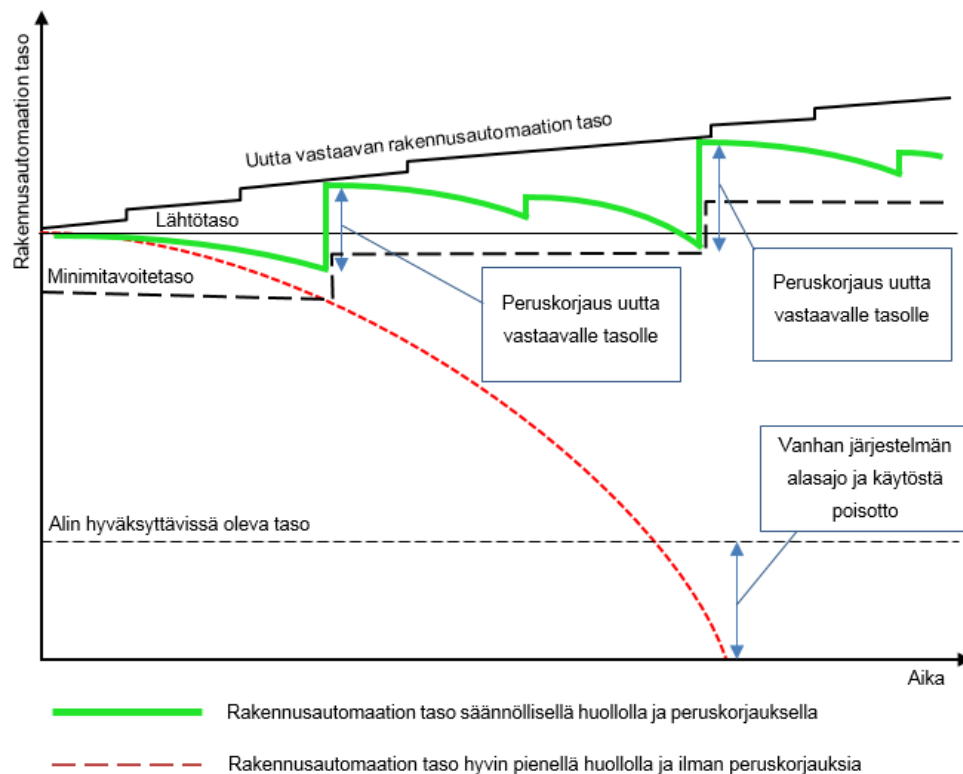 Rakennusautomaation taso
Uutta vastaavan rakennusautomaation taso
Lähtötaso
Minimitavoitetaso
Peruskorjaus uutta
vastaavalle tasolle
Peruskorjaus uutta
vastaavalle tasolle
Vanhan järjestelmän
alasajo ja käytöstä
poisotto
Alin hyväksyttävissä oleva taso
Aika
Rakennusautomaation taso säännöllisellä huollolla ja peruskorjauksella
Rakennusautomaation taso hyvin pienellä huollolla ja ilman peruskorjauksia